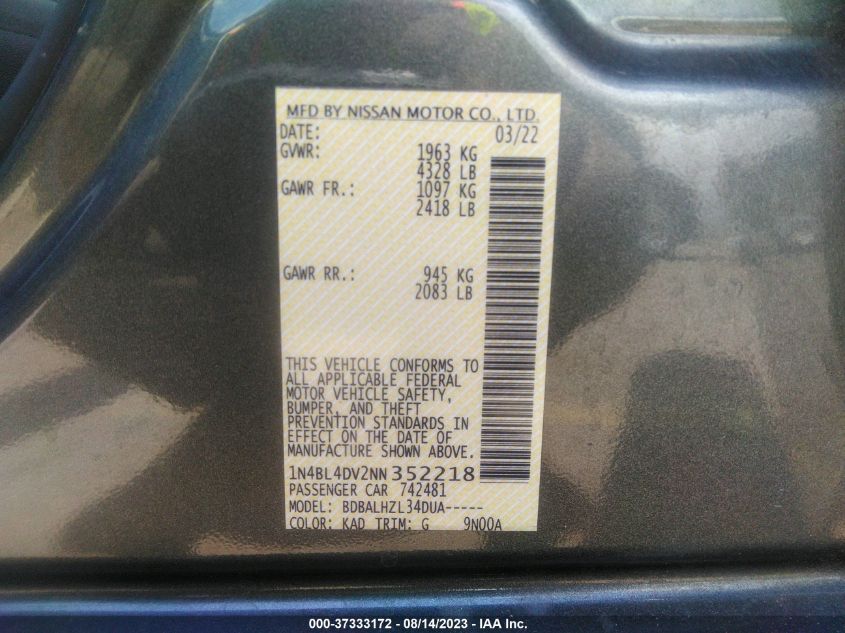 MFD BY NISSAN MOTOR CO., LTD.
DATE: 03/22
GVWR: 1963 KG
4328 LB
GAWR FR.: 1097 KG
2418 LB
GAWR RR.: 945 KG
2083 LB
THIS VEHICLE CONFORMS TO
ALL APPLICABLE FEDERAL
MOTOR VEHICLE SAFETY,
BUMPER, AND THEFT
PREVENTION STANDARDS IN
EFFECT ON THE DATE OF
MANUFACTURE SHOWN ABOVE.
1N4BL4DV2NN352218
PASSENGER CAR 742481
MODEL: BDBALHZL34DUA-----
COLOR: KAD TRIM: G 9N00A
000-37333172 - 08/14/2023 - IAA Inc.